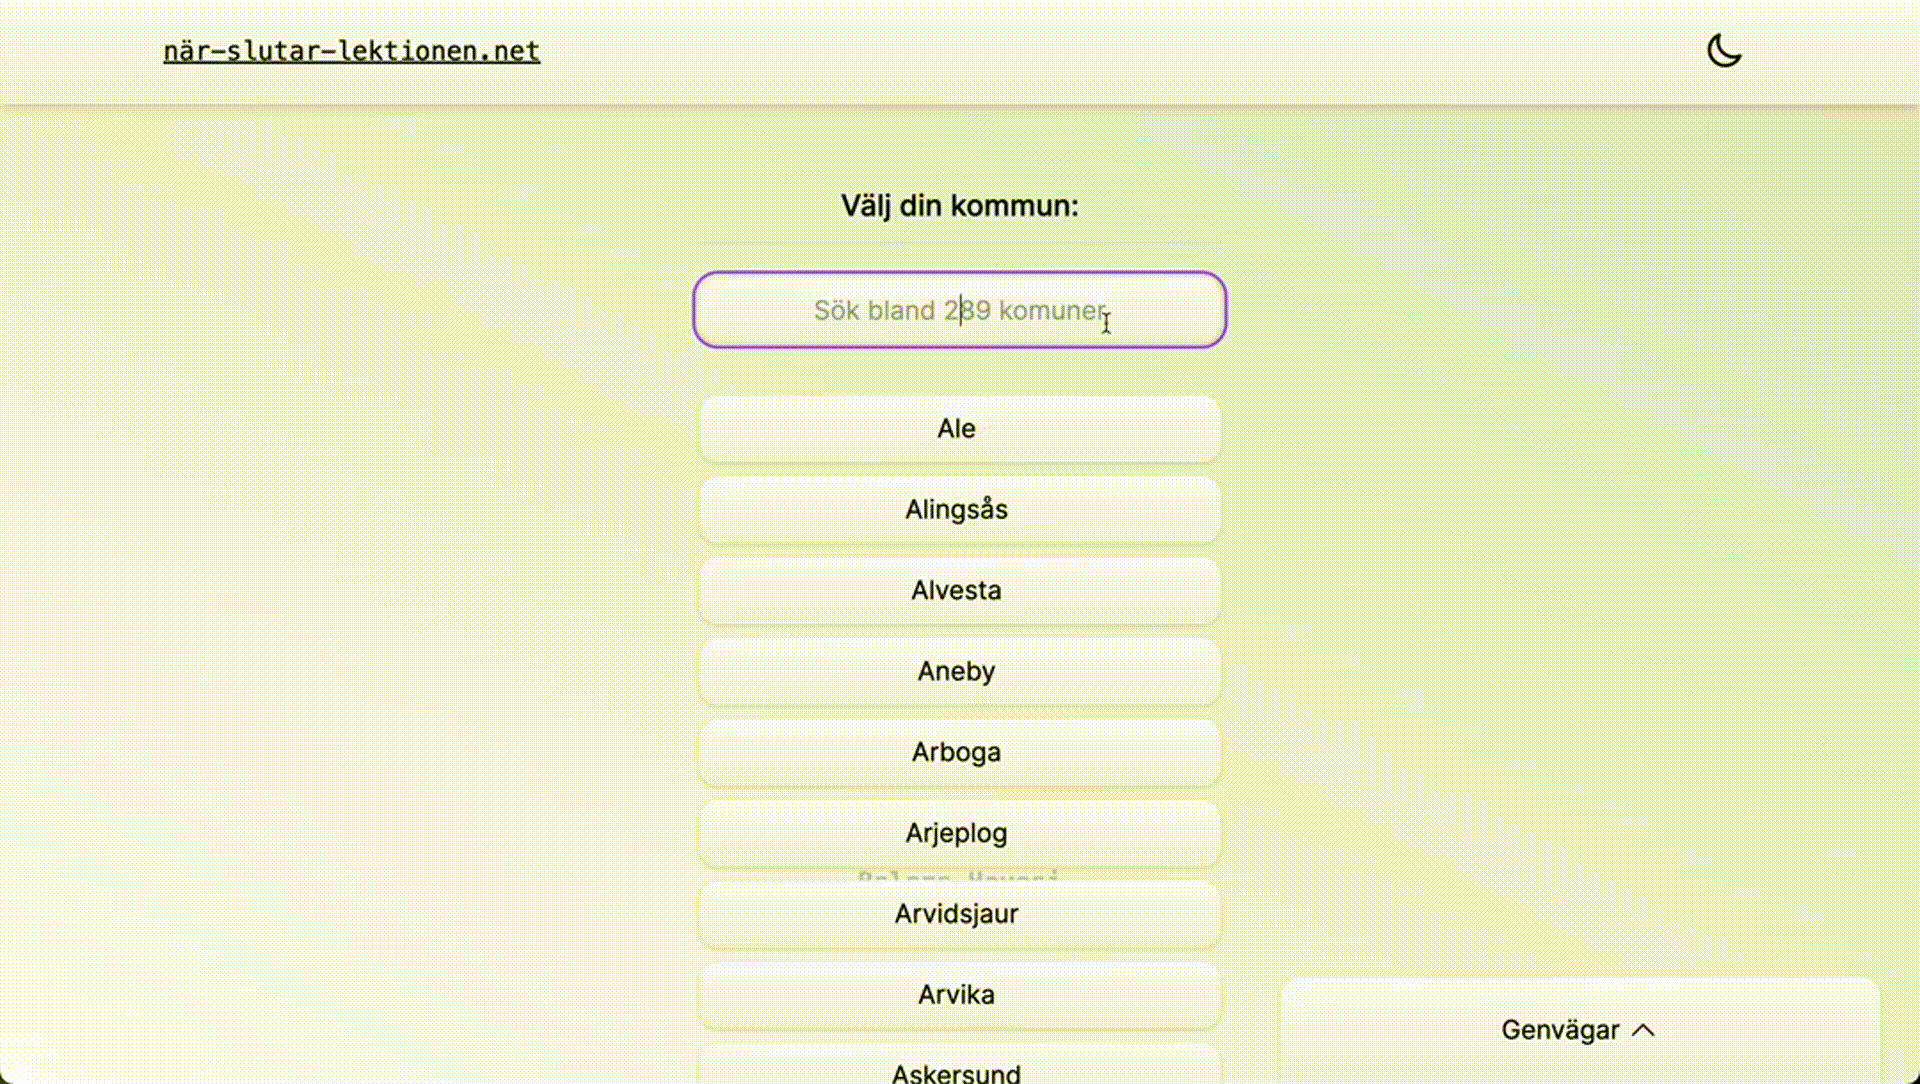 när-slutar-lektionen.net
Välj din kommun:
Sök bland 289 komuner
Ale
Alingsås
Alvesta
Aneby
Arboga
Arjeplog
Arvidsjaur
Arvika
Askersund
Genvägar